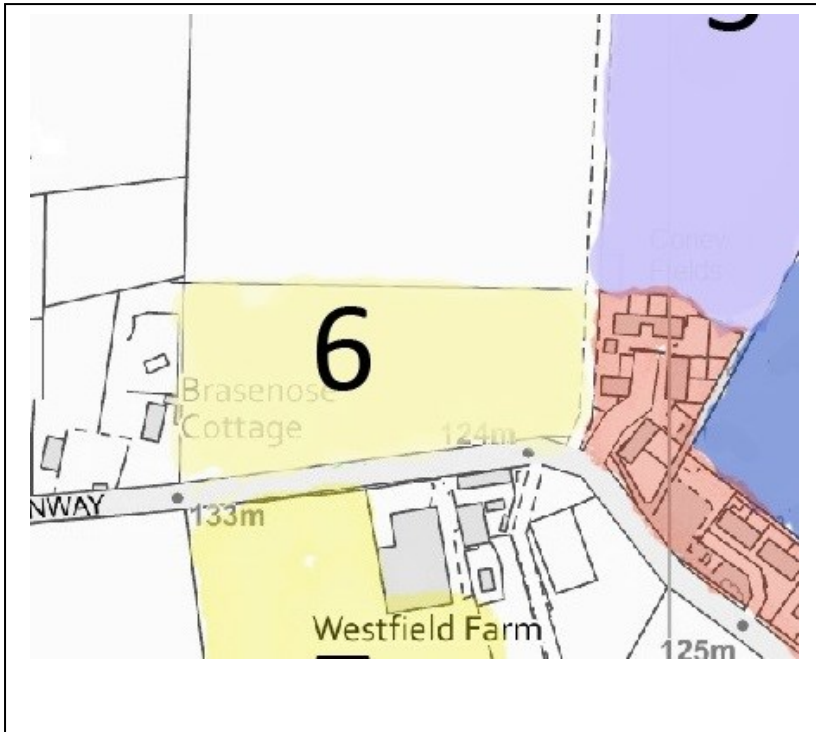 Coney
Fields
6
Brasenose
Cottage
124m
NWAY
133m
Westfield Farm
125m